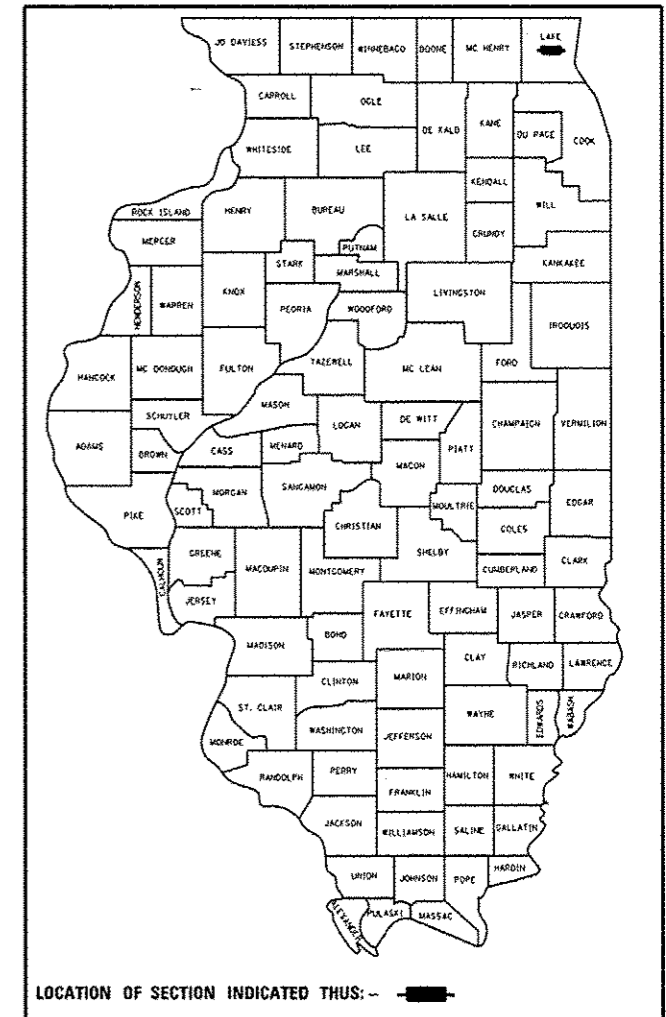 LAKE
JO DAVIESS STEPHENSON WINNEBAGO BOONE MC HENRY
CARROLL OGLE DE KALB KANE DU PAGE COOK
WHITESIDE LEE
KENDALL WILL
ROCK ISLAND HENRY BUREAU LA SALLE GRUNDY
MERCER PUTNAM KANKAKEE
STARK MARSHALL
HENDERSON WARREN KNOX PEORIA WOODFORD LIVINGSTON IROQUOIS
HANCOCK MC DONOUGH FULTON TAZEWELL MC LEAN FORD
MASON
SCHUYLER LOGAN DE WITT CHAMPAIGN VERMILION
ADAMS BROWN CASS MENARD PIATT
MACON
MORGAN SANGAMON DOUGLAS EDGAR
PIKE SCOTT CHRISTIAN MOULTRIE COLES
GREENE SHELBY
CALHOUN MACOUPIN MONTGOMERY CUMBERLAND CLARK
JERSEY FAYETTE EFFINGHAM JASPER CRAWFORD
MADISON BOND
CLAY RICHLAND LAWRENCE
CLINTON MARION
ST. CLAIR WAYNE EDWARDS WABASH
MONROE WASHINGTON JEFFERSON
RANDOLPH PERRY HAMILTON WHITE
FRANKLIN
JACKSON WILLIAMSON SALINE GALLATIN
UNION JOHNSON POPE HARDIN
ALEXANDER PULASKI MASSAC
LOCATION OF SECTION INDICATED THUS: -